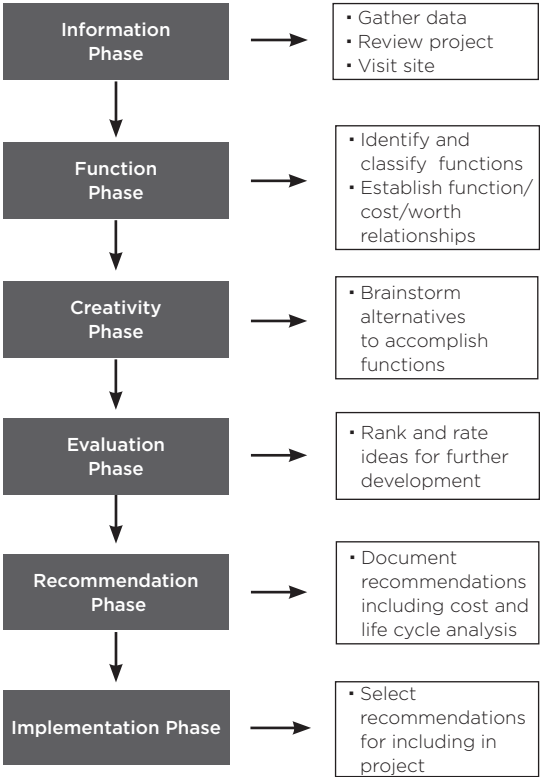 Information
Phase
▪ Gather data
▪ Review project
▪ Visit site
Function
Phase
▪ Identify and
classify functions
▪ Establish function/
cost/worth
relationships
Creativity
Phase
▪ Brainstorm
alternatives
to accomplish
functions
Evaluation
Phase
▪ Rank and rate
ideas for further
development
Recommendation
Phase
▪ Document
recommendations
including cost and
life cycle analysis
Implementation Phase
▪ Select
recommendations
for including in
project